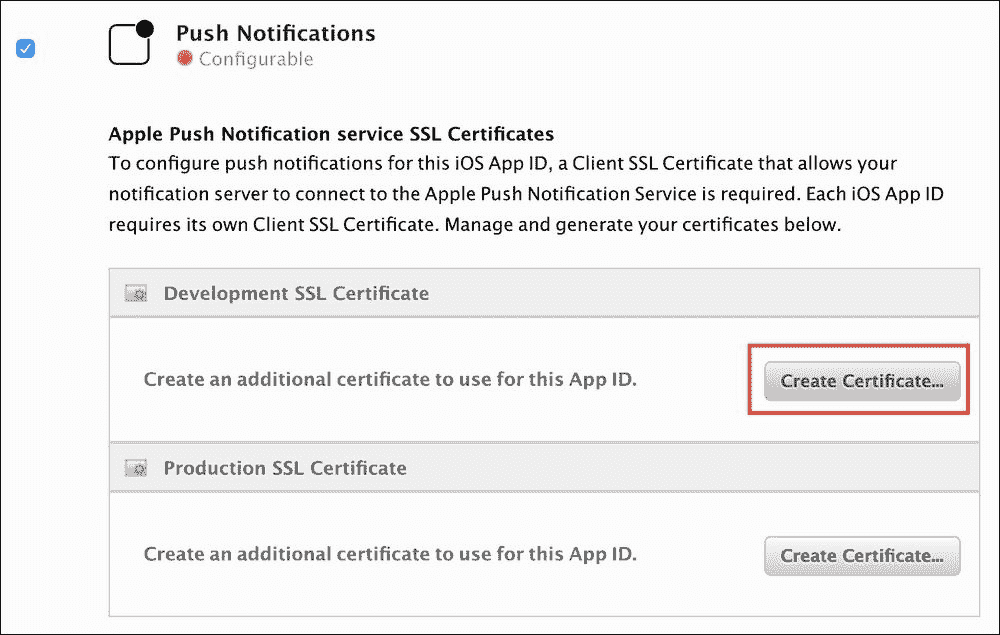 Push Notifications
Configurable
Apple Push Notification service SSL Certificates
To configure push notifications for this iOS App ID, a Client SSL Certificate that allows your
notification server to connect to the Apple Push Notification Service is required. Each iOS App ID
requires its own Client SSL Certificate. Manage and generate your certificates below.
Development SSL Certificate
Create an additional certificate to use for this App ID.
Create Certificate...
Production SSL Certificate
Create an additional certificate to use for this App ID.
Create Certificate...